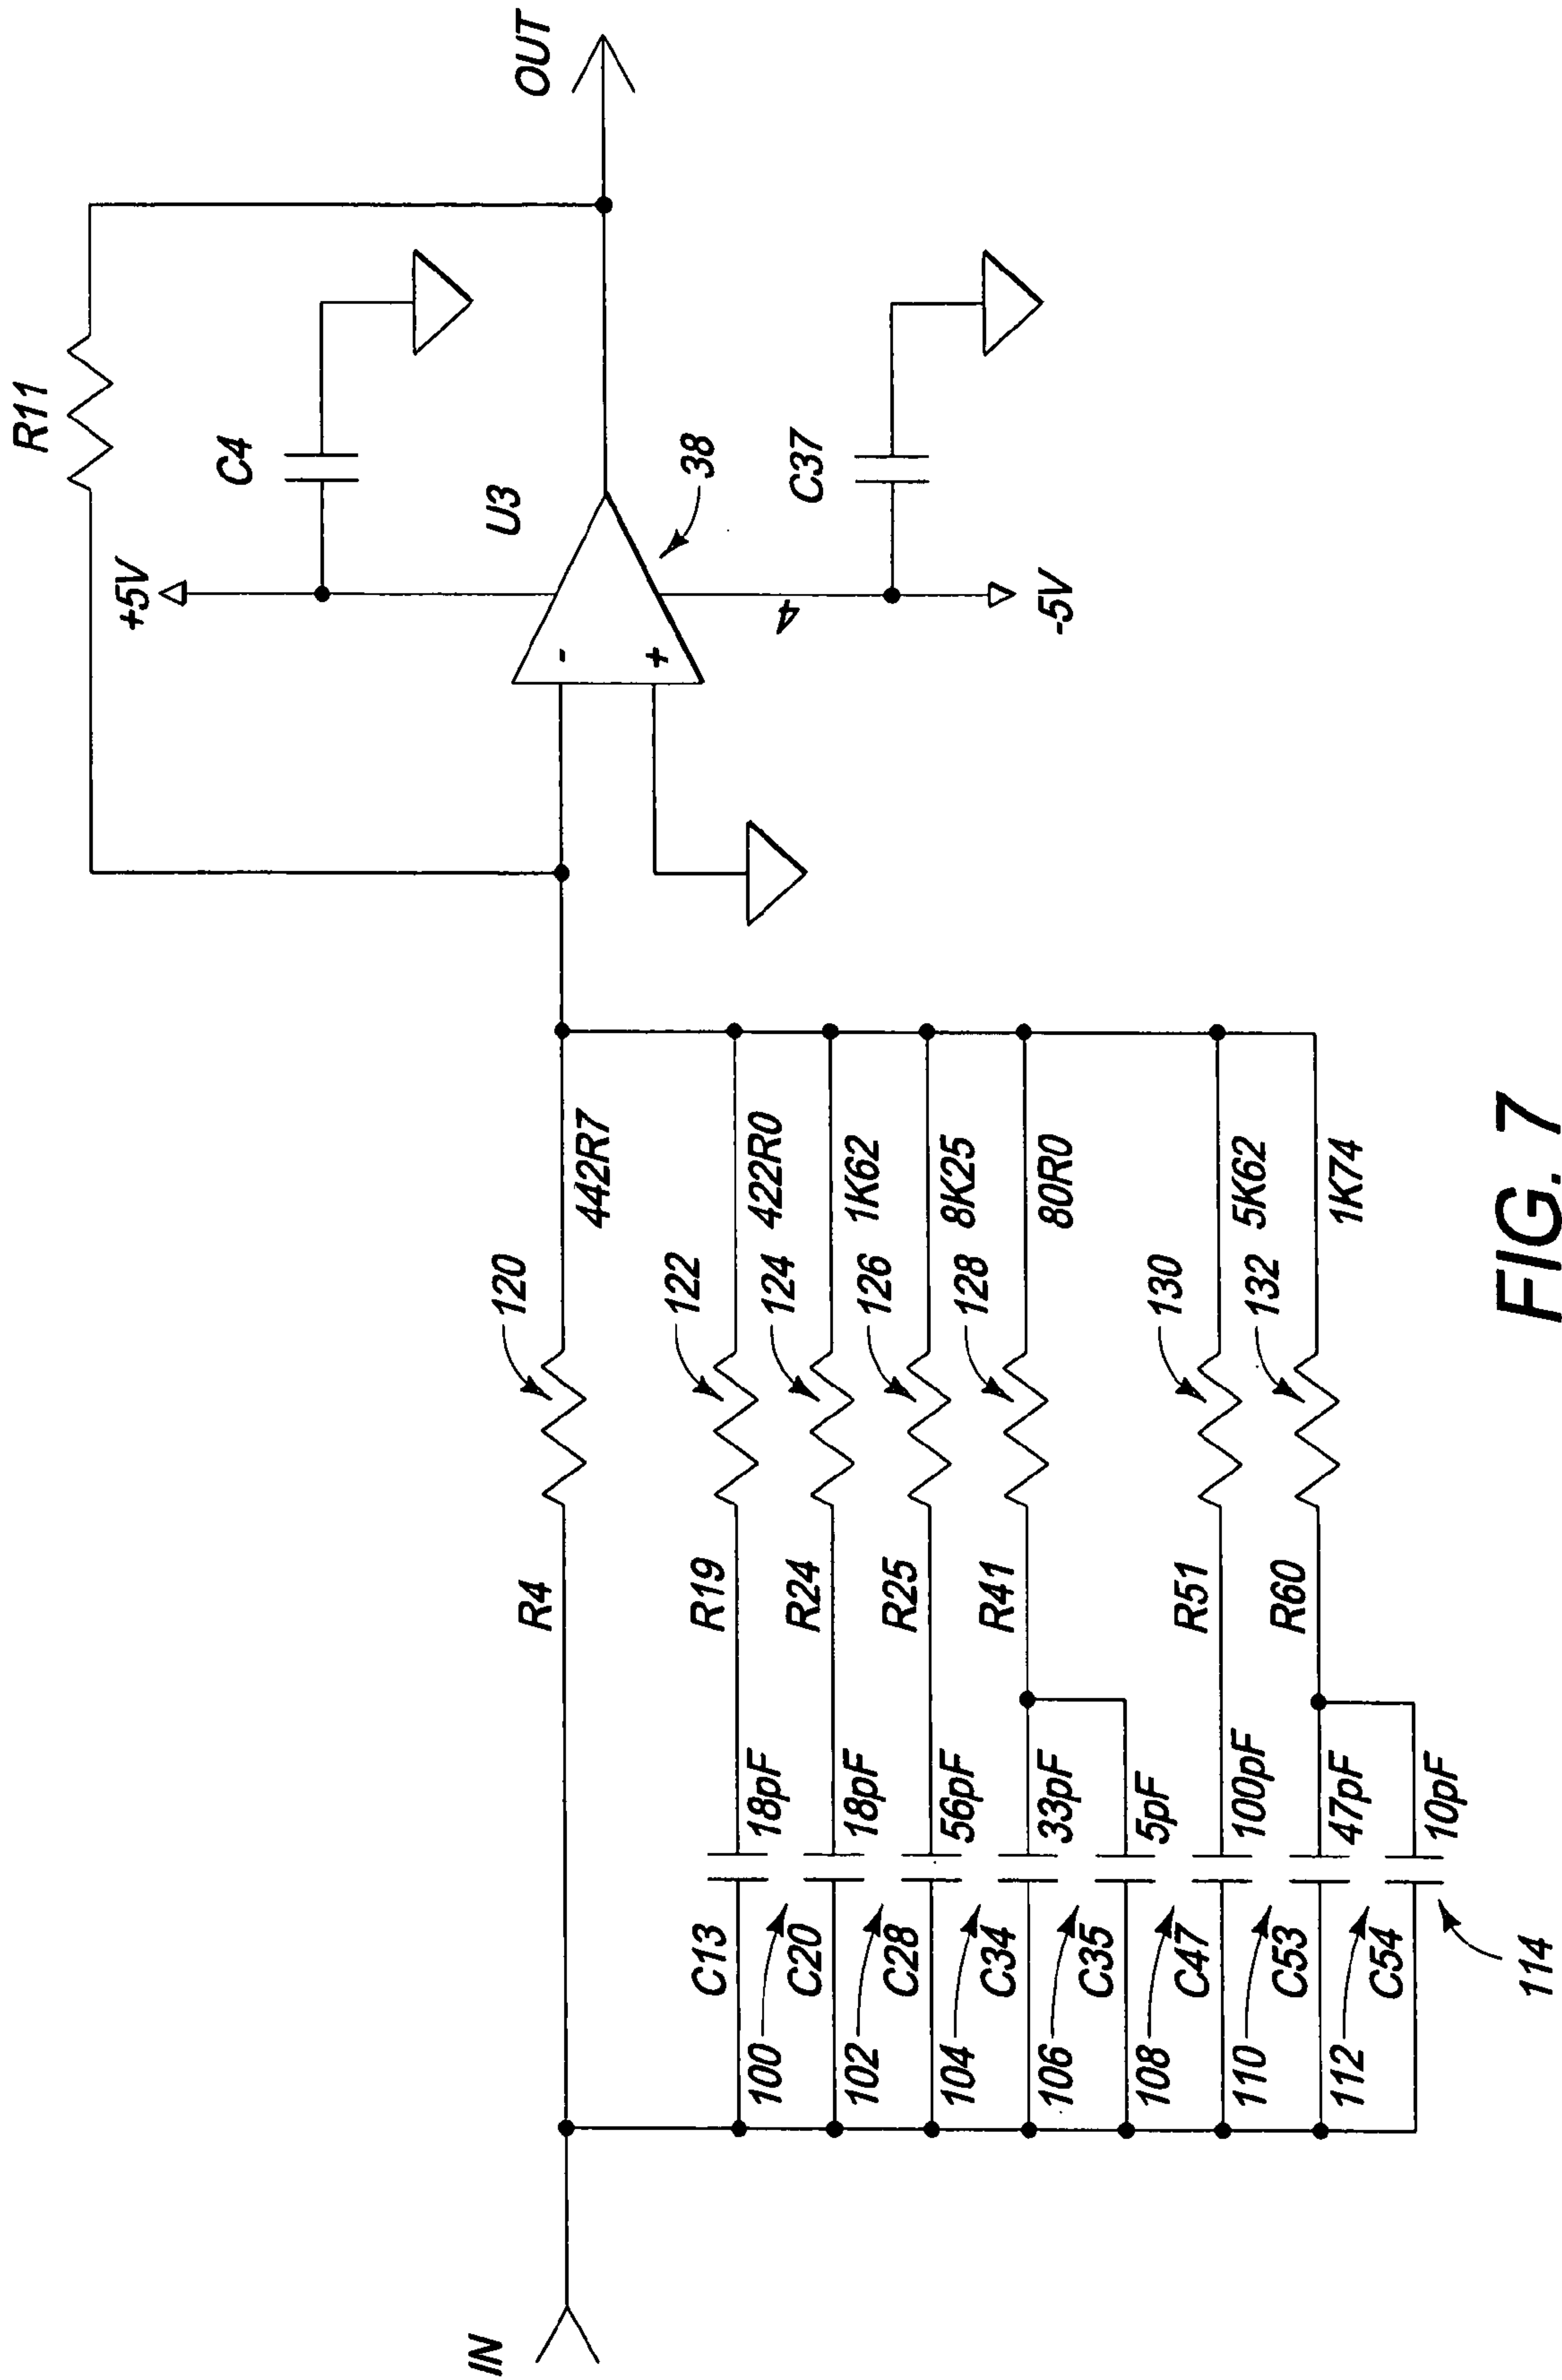 R11
+5V
C4
OUT
U3
-
+
38
C37
-5V
IN
R4
120
442R7
C13
18pF
R19
122
422R0
100
C20
18pF
R24
124
1K62
102
C28
56pF
R25
126
8K25
104
C34
33pF
R41
128
80R0
106
C35
5pF
108
C47
100pF
R51
130
5K62
110
C53
47pF
R60
132
1K74
112
C54
10pF
114
FIG. 7